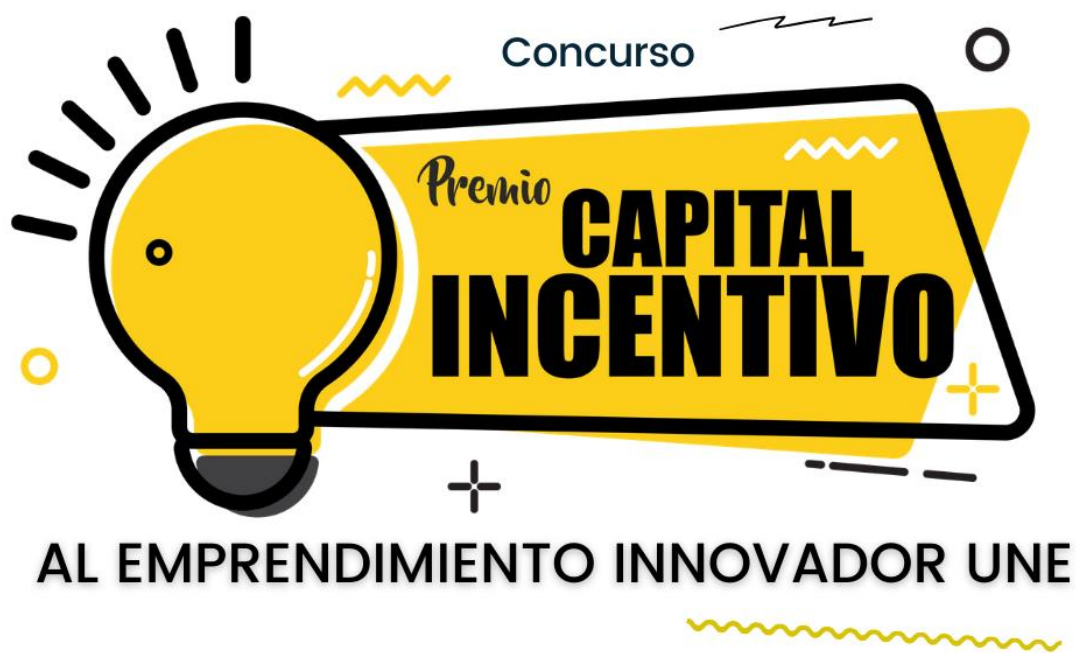 Concurso
Premio
CAPITAL
INCENTIVO
AL EMPRENDIMIENTO INNOVADOR UNE